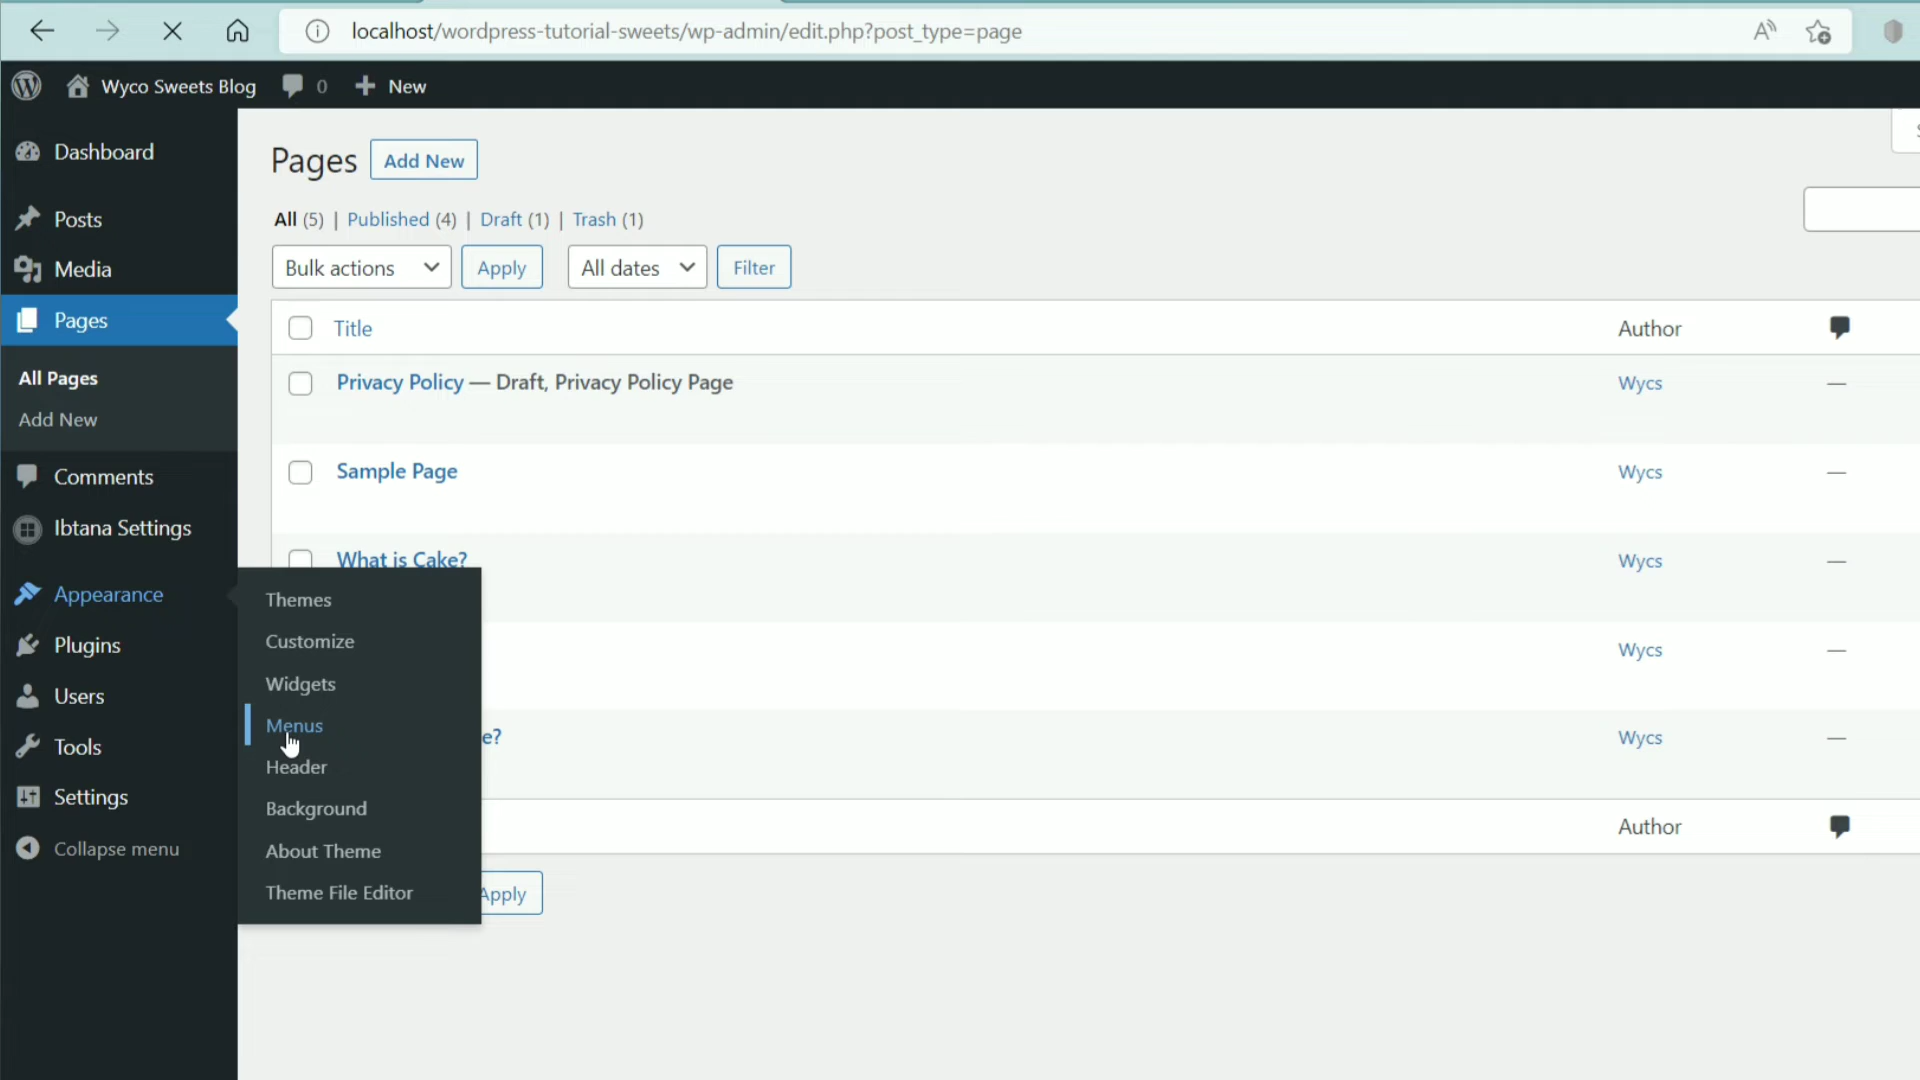 localhost/wordpress-tutorial-sweets/wp-admin/edit.php?post_type=page
Wyco Sweets Blog 0 New
Dashboard
Posts
Media
Pages
All Pages
Add New
Comments
Ibtana Settings
Appearance
Plugins
Users
Tools
Settings
Collapse menu
Themes
Customize
Widgets
Menus
Header
Background
About Theme
Theme File Editor
Pages Add New
All (5) | Published (4) | Draft (1) | Trash (1)
Bulk actions Apply All dates Filter
Title Author
Privacy Policy — Draft, Privacy Policy Page Wycs —
Sample Page Wycs —
What is Cake? Wycs —
Wycs —
e? Wycs —
Author
Apply